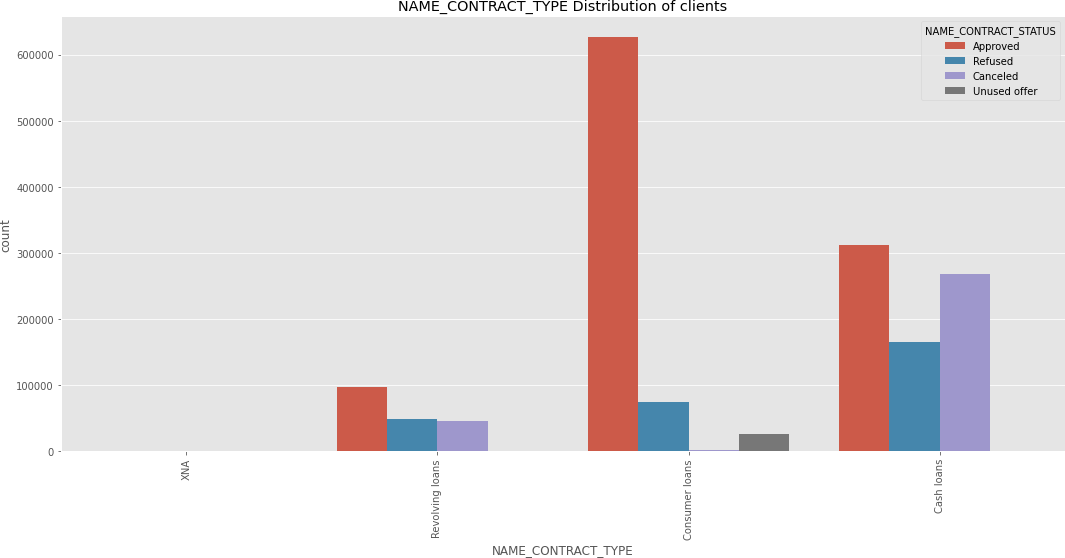 NAME_CONTRACT_TYPE Distribution of clients
NAME_CONTRACT_STATUS
Approved
Refused
Canceled
Unused offer
count
600000
500000
400000
300000
200000
100000
0
XNA
Revolving loans
Consumer loans
Cash loans
NAME_CONTRACT_TYPE